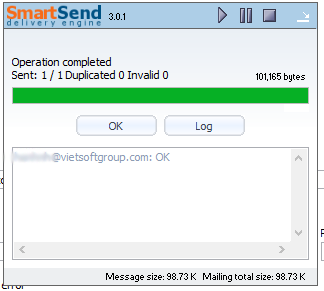 SmartSend 3.0.1
delivery engine
Operation completed
Sent: 1 / 1 Duplicated 0 Invalid 0 101,165 bytes
OK Log
@vietsoftgroup.com: OK
Message size: 98.73 K Mailing total size: 98.73 K